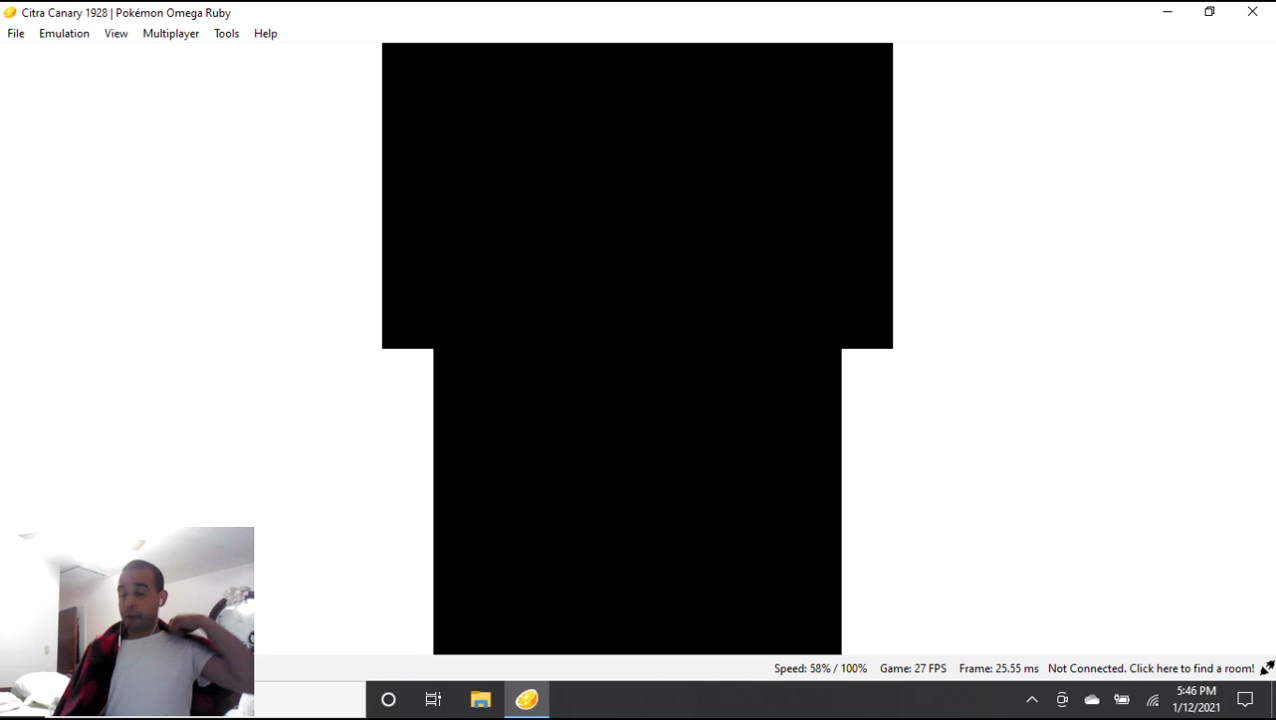 Citra Canary 1928 | Pokémon Omega Ruby
File Emulation View Multiplayer Tools Help
Speed: 58% / 100% Game: 27 FPS Frame: 25.55 ms Not Connected. Click here to find a room!
5:46 PM
1/12/2021